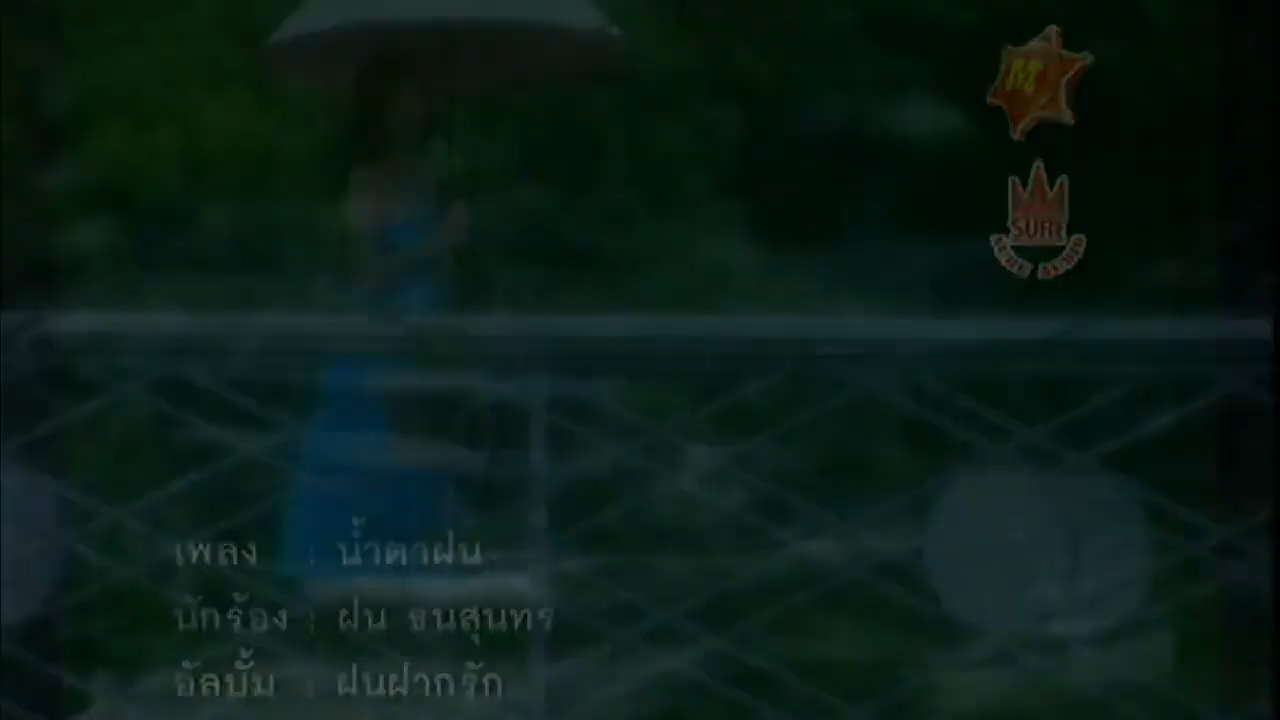 SURE
เพลง : น้ำตาฝน
นักร้อง : ฝน ธนสุนทร
อัลบั้ม : ฝนฝากรัก